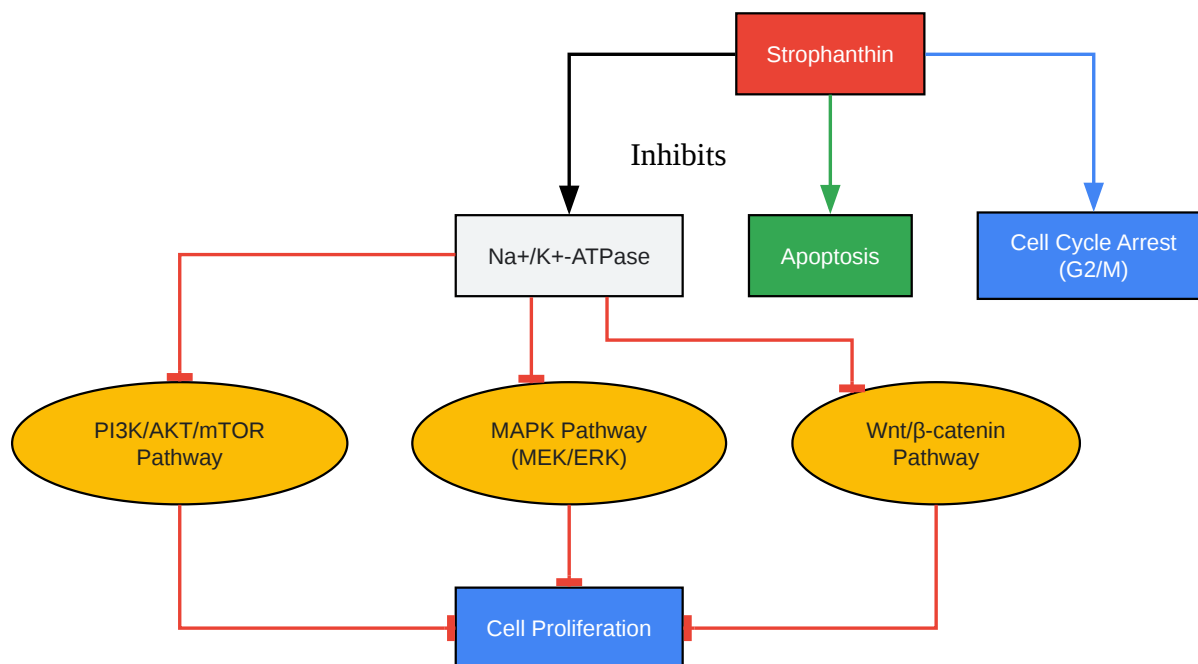 Strophanthin
Inhibits
Na+/K+-ATPase
Apoptosis
Cell Cycle Arrest
(G2/M)
PI3K/AKT/mTOR
Pathway
MAPK Pathway
(MEK/ERK)
Wnt/β-catenin
Pathway
Cell Proliferation